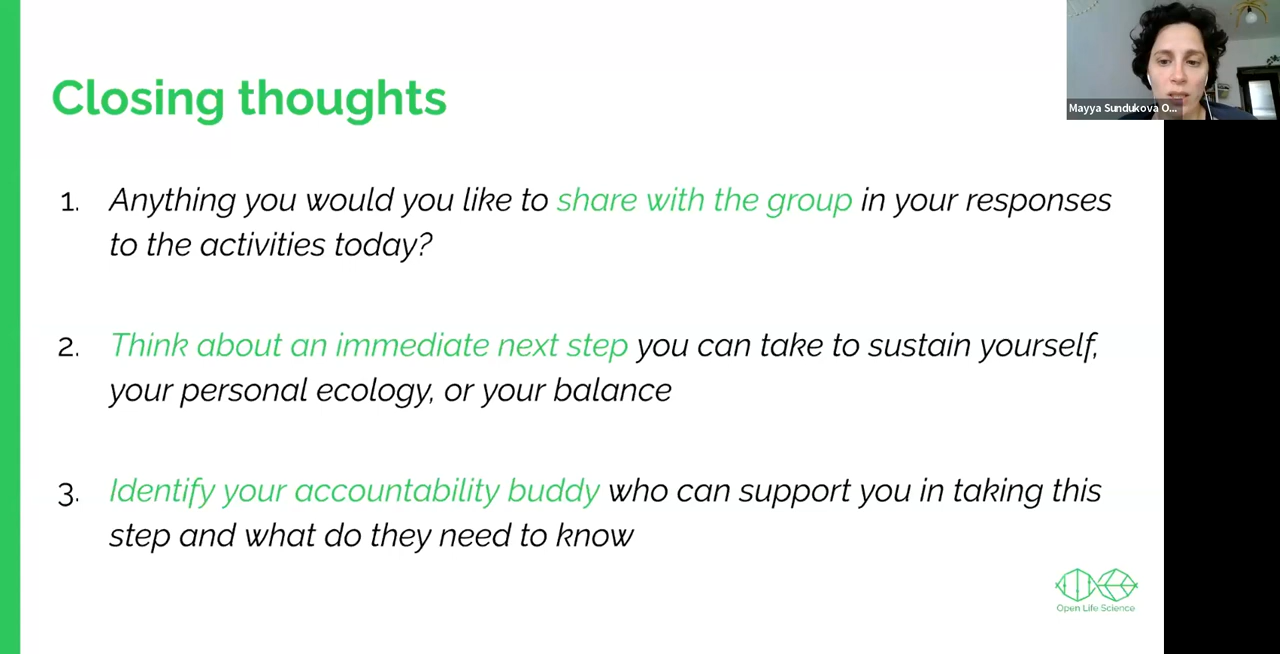 Closing thoughts
Mayya Sundukova O...
1. Anything you would you like to share with the group in your responses
to the activities today?
2. Think about an immediate next step you can take to sustain yourself,
your personal ecology, or your balance
3. Identify your accountability buddy who can support you in taking this
step and what do they need to know
Open Life Science